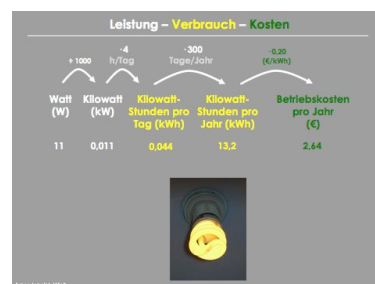 Leistung – Verbrauch – Kosten
÷ 1000
·4
h/Tag
·300
Tage/Jahr
·0,20
(€/kWh)
Watt
(W)
Kilowatt
(kW)
Kilowatt-
Stunden pro
Tag (kWh)
Kilowatt-
Stunden pro
Jahr (kWh)
Betriebskosten
pro Jahr
(€)
11
0,011
0,044
13,2
2,64